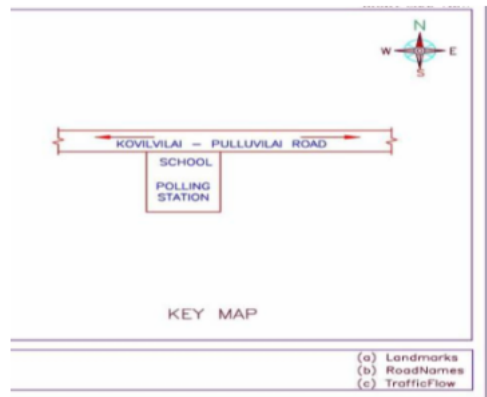 N
W E
S
KOVILVILAI – PULLUVILAI ROAD
SCHOOL
POLLING
STATION
KEY MAP
(a) Landmarks
(b) RoadNames
(c) TrafficFlow